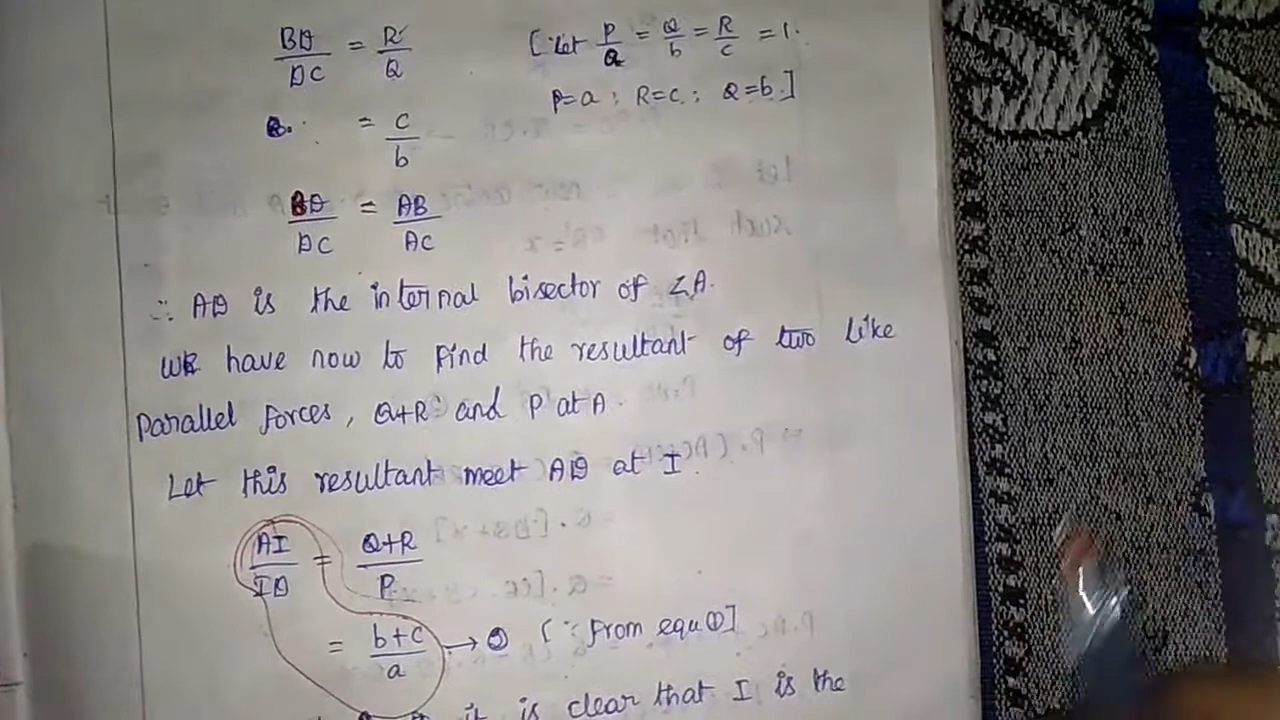 BD/DC = R/Q [∵ Let P/a = Q/b = R/c = 1.
P=a ; R=c ; Q=b.]
= c/b
BD/DC = AB/AC
∴ AD is the internal bisector of ∠A.
We have now to find the resultant of two like
parallel forces, Q+R and P at A.
Let this resultant meet AD at I.
AI/ID = Q+R/P
= b+c/a → ② [∵ from equ①]
it is clear that I is the